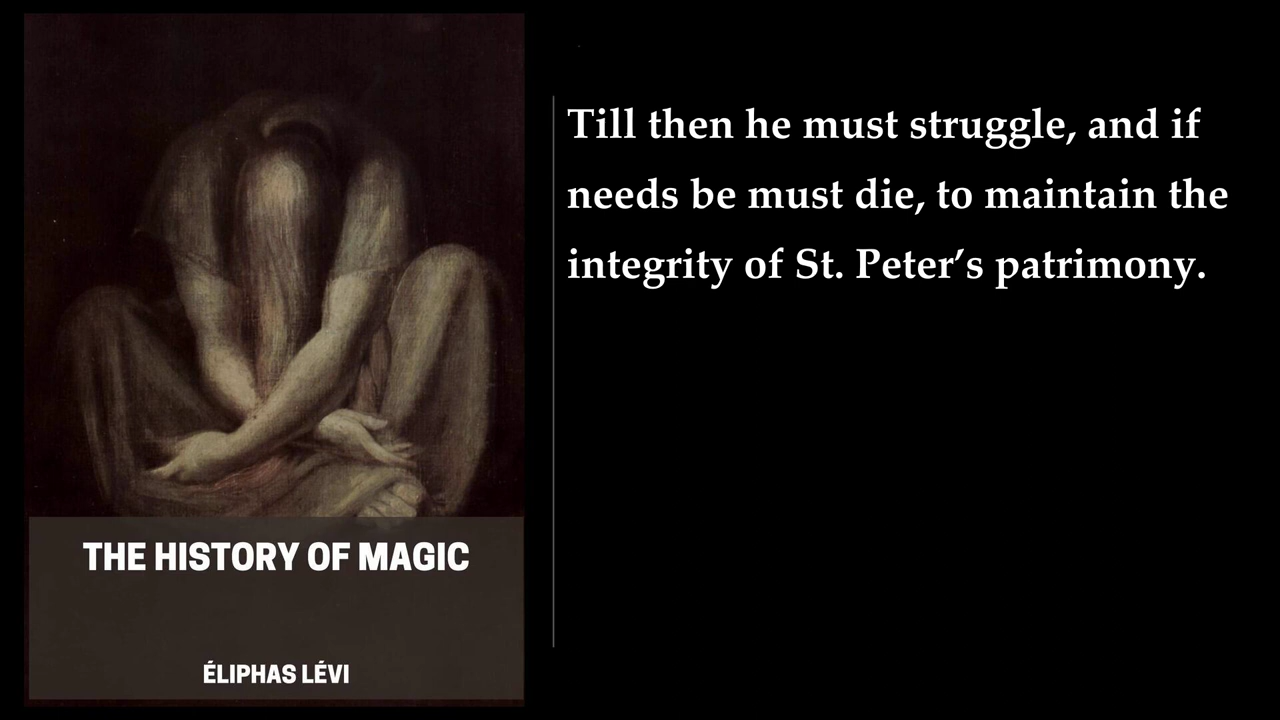 Till then he must struggle, and if
needs be must die, to maintain the
integrity of St. Peter’s patrimony.
THE HISTORY OF MAGIC
ÉLIPHAS LÉVI